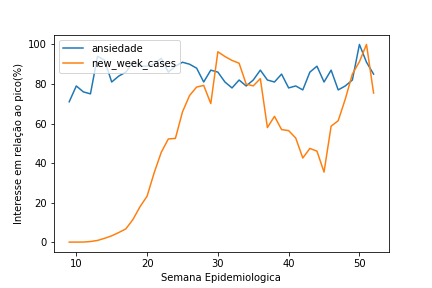 ansiedade
new_week_cases
100
80
60
40
20
0
Interesse em relação ao pico(%)
10
20
30
40
50
Semana Epidemiologica